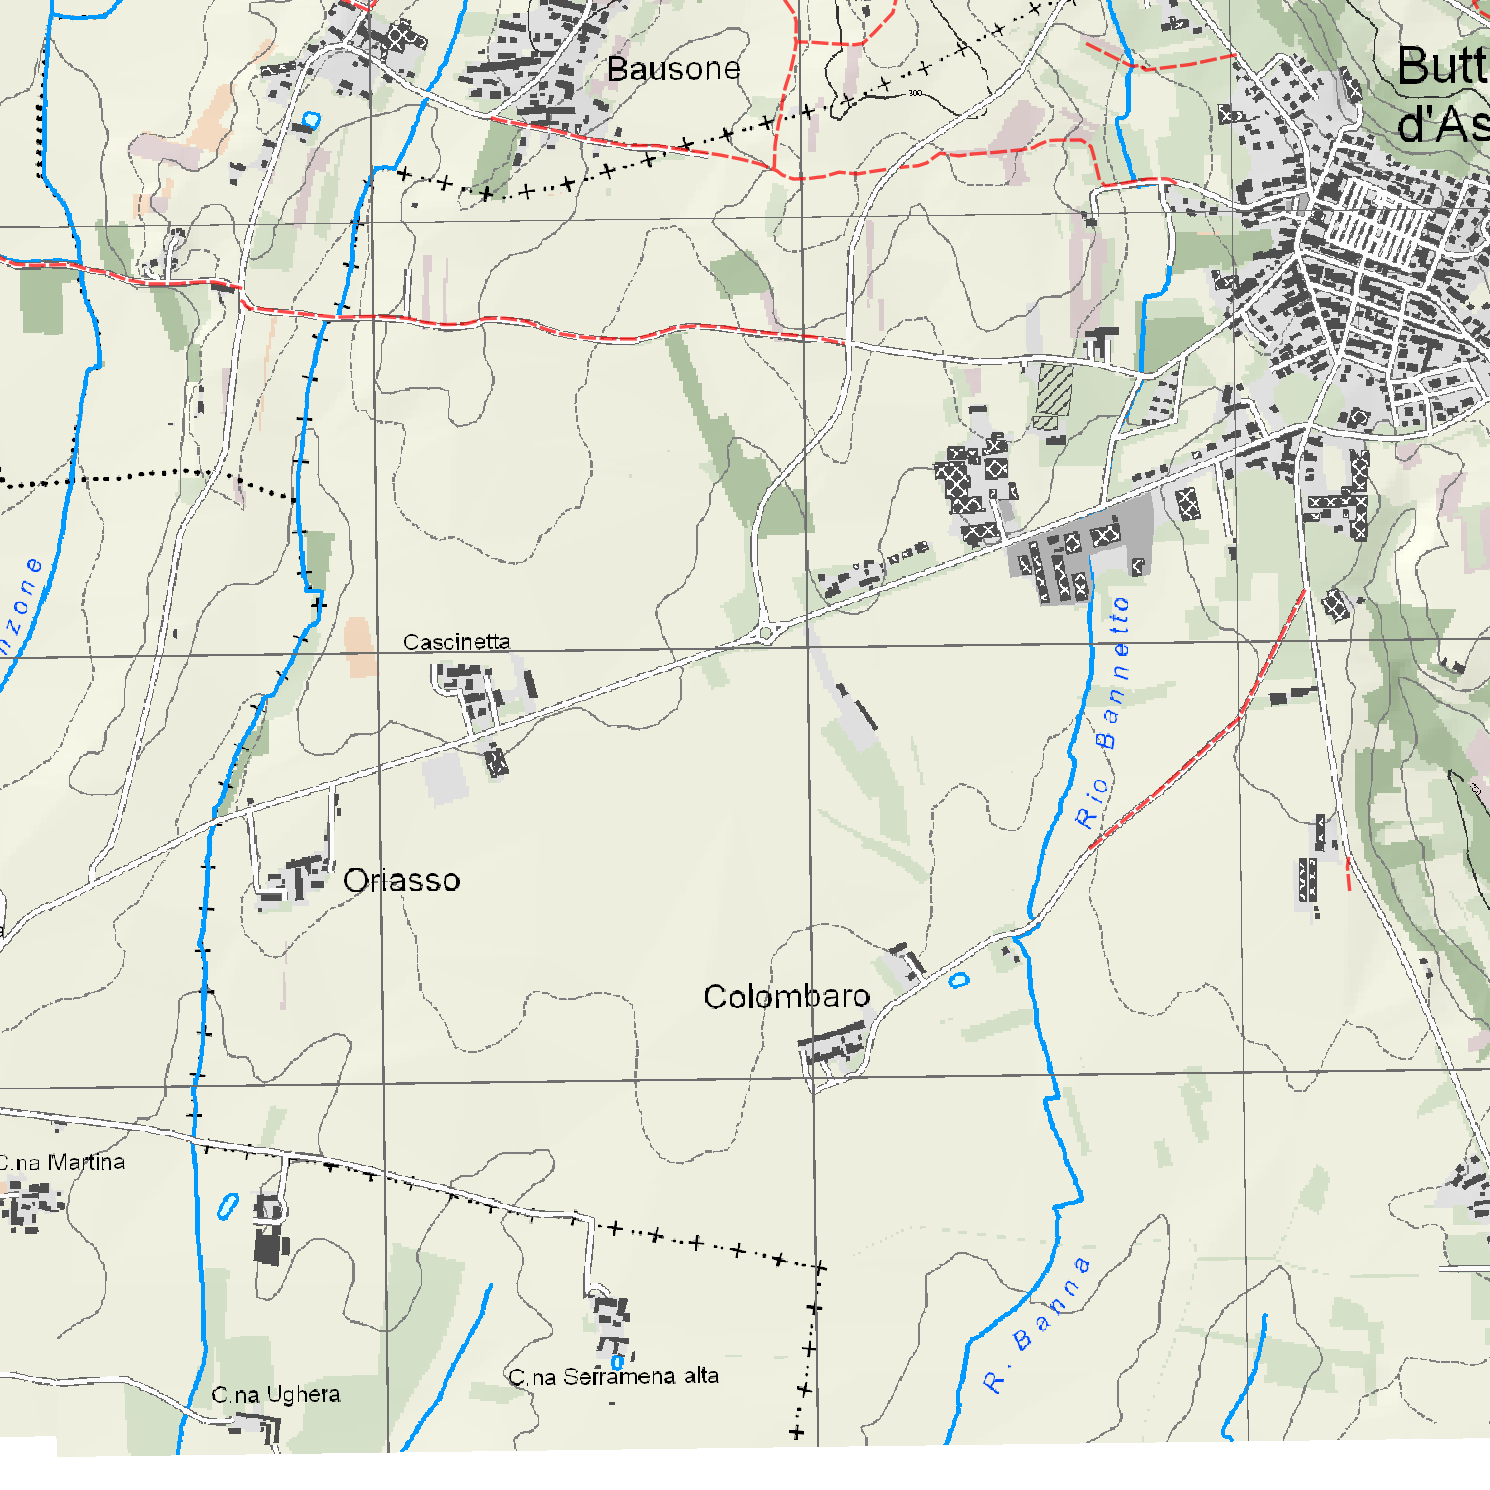 Bausone
Butt
d'As
300
nzone
Cascinetta
Rio Bannetto
Oriasso
Colombaro
C.na Martina
R. Banna
C.na Serramena alta
C.na Ughera